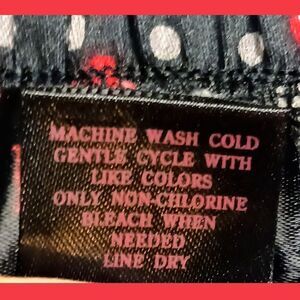 MACHINE WASH COLD
GENTLE CYCLE WITH
LIKE COLORS
ONLY NON-CHLORINE
BLEACH WHEN
NEEDED
LINE DRY